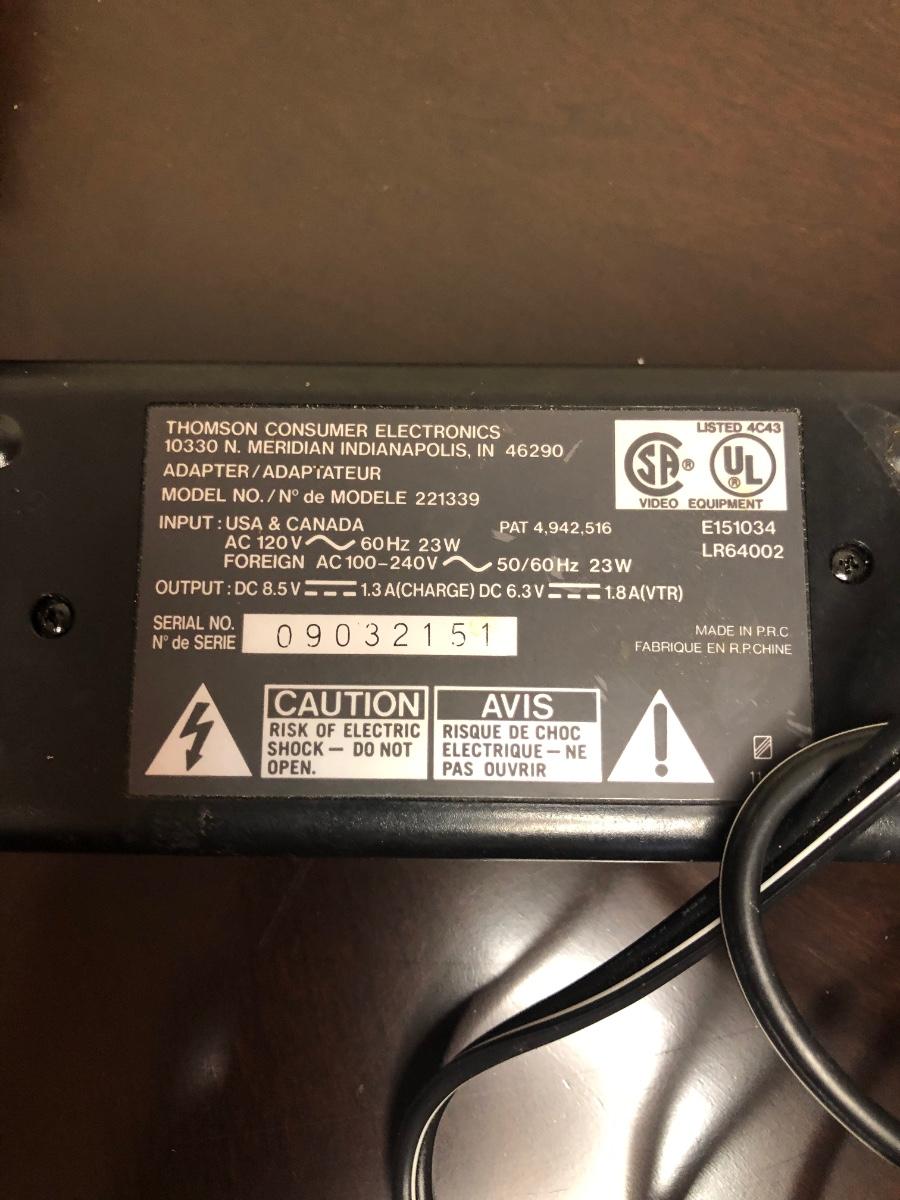 THOMSON CONSUMER ELECTRONICS
10330 N. MERIDIAN INDIANAPOLIS, IN 46290
ADAPTER/ADAPTATEUR
MODEL NO./N° de MODELE 221339
LISTED 4C43
SA ® UL ®
VIDEO EQUIPMENT
INPUT : USA & CANADA PAT 4,942,516 E151034
AC 120V 60Hz 23W
LR64002
FOREIGN AC 100-240V 50/60Hz 23W
OUTPUT : DC 8.5V 1.3A(CHARGE) DC 6.3V 1.8A(VTR)
SERIAL NO.
N° de SERIE
09032151
MADE IN P.R.C
FABRIQUE EN R.P.CHINE
CAUTION
RISK OF ELECTRIC
SHOCK — DO NOT
OPEN.
AVIS
RISQUE DE CHOC
ELECTRIQUE — NE
PAS OUVRIR